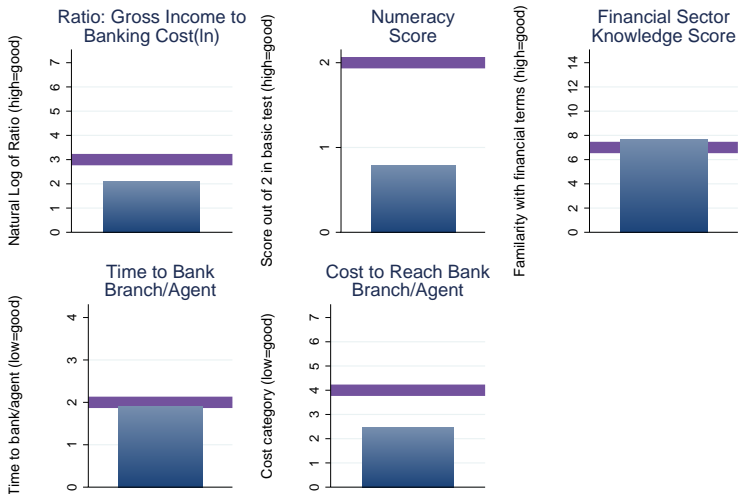 Ratio: Gross Income to
Banking Cost(ln)
Natural Log of Ratio (high=good)
7
6
5
4
3
2
1
0
Numeracy
Score
Score out of 2 in basic test (high=good)
2
1
0
Financial Sector
Knowledge Score
Familarity with financial terms (high=good)
14
12
10
8
6
4
2
0
Time to Bank
Branch/Agent
Time to bank/agent (low=good)
4
3
2
1
0
Cost to Reach Bank
Branch/Agent
Cost category (low=good)
7
6
5
4
3
2
1
0